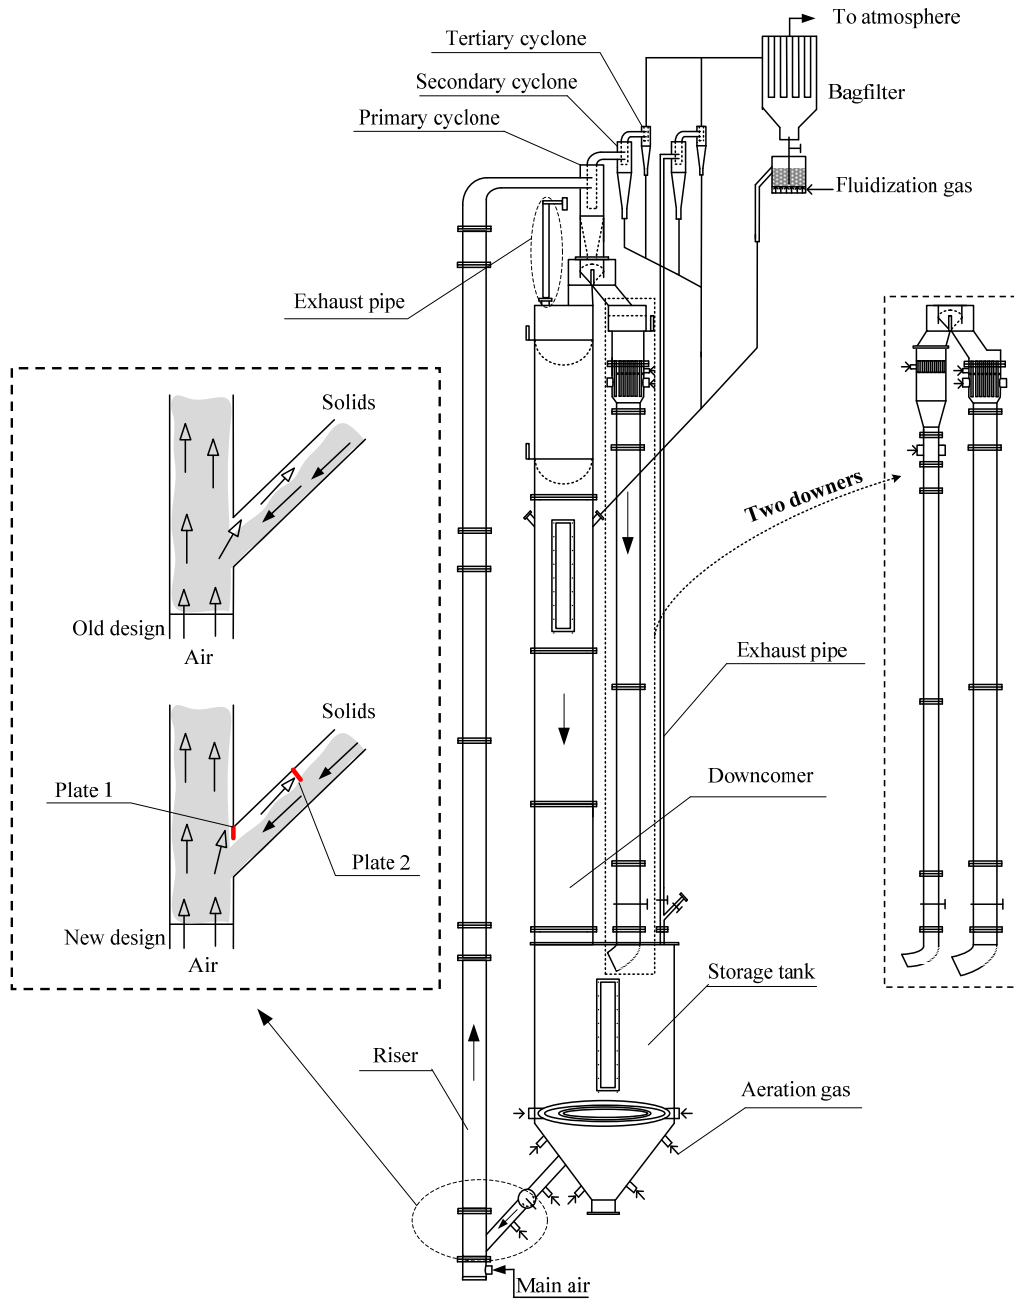 To atmosphere
Tertiary cyclone
Secondary cyclone
Bagfilter
Primary cyclone
Fluidization gas
Exhaust pipe
Solids
Two downers
Old design
Air
Exhaust pipe
Solids
Downcomer
Plate 1
Plate 2
New design
Air
Storage tank
Riser
Aeration gas
Main air